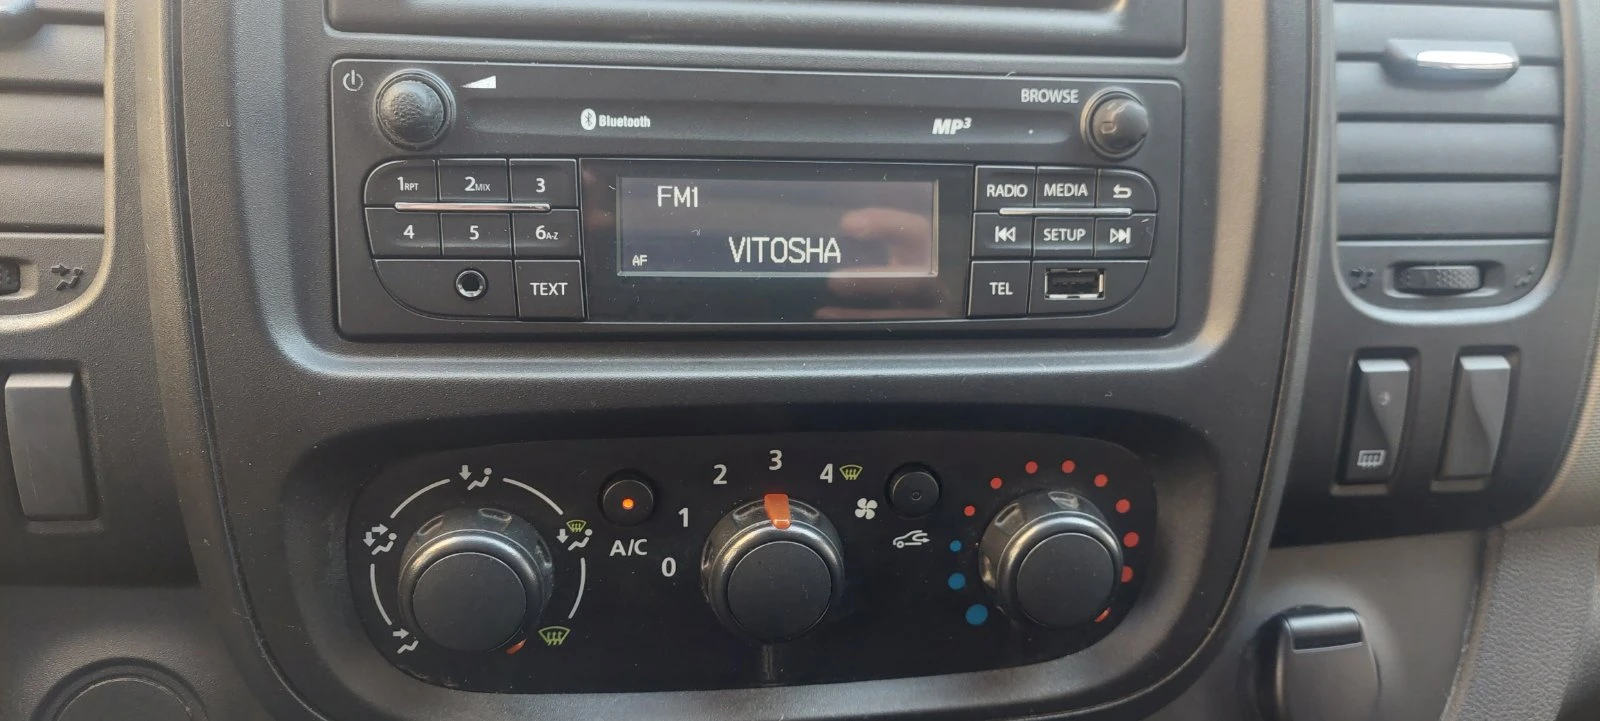 BROWSE
Bluetooth
MP3
1RPT 2MIX 3
4 5 6A-Z
TEXT
FM1
AF VITOSHA
RADIO MEDIA
SETUP
TEL
0 1 2 3 4
A/C